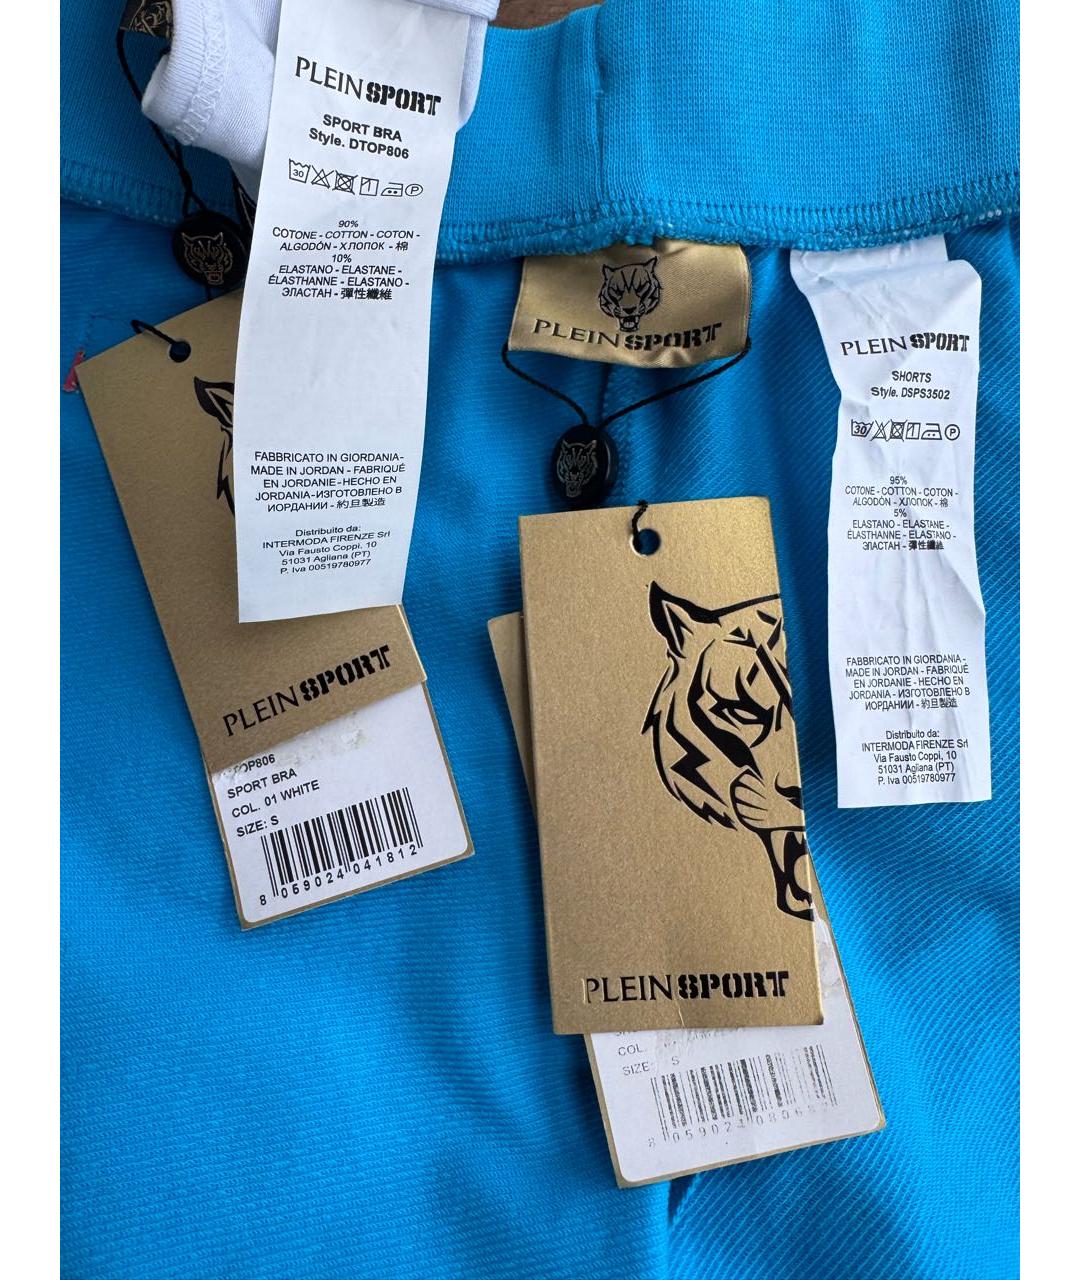 PLEIN SPORT
SPORT BRA
Style. DTOP806
30
P
90%
COTONE - COTTON - COTON -
ALGODÓN - ХЛОПОК - 棉
10%
ELASTANO - ELASTANE -
ÉLASTHANNE - ELASTANO -
ЭЛАСТАН - 彈性纖維
FABBRICATO IN GIORDANIA-
MADE IN JORDAN - FABRIQUÉ
EN JORDANIE - HECHO EN
JORDANIA - ИЗГОТОВЛЕНО В
ИОРДАНИИ - 約旦製造
Distribuito da:
INTERMODA FIRENZE Srl
Via Fausto Coppi, 10
51031 Agliana (PT)
P. Iva 00519780977
PLEIN SPORT
TOP806
SPORT BRA
COL. 01 WHITE
SIZE: S
8 059024 041812
PLEIN SPORT
PLEIN SPORT
COL.
SIZE: S
PLEIN SPORT
SHORTS
Style. DSPS3502
30
P
95%
COTONE - COTTON - COTON -
ALGODÓN - ХЛОПОК - 棉
5%
ELASTANO - ELASTANE -
ÉLASTHANNE - ELASTANO -
ЭЛАСТАН - 彈性纖維
FABBRICATO IN GIORDANIA -
MADE IN JORDAN - FABRIQUÉ
EN JORDANIE - HECHO EN
JORDANIA - ИЗГОТОВЛЕНО В
ИОРДАНИИ - 約旦製造
Distribuito da:
INTERMODA FIRENZE Srl
Via Fausto Coppi, 10
51031 Agliana (PT)
P. Iva 00519780977